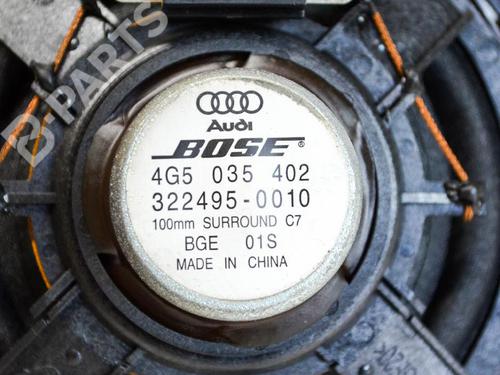 Audi
BOSE®
4G5 035 402
322495-0010
100mm SURROUND C7
BGE 01S
MADE IN CHINA
B-PARTS